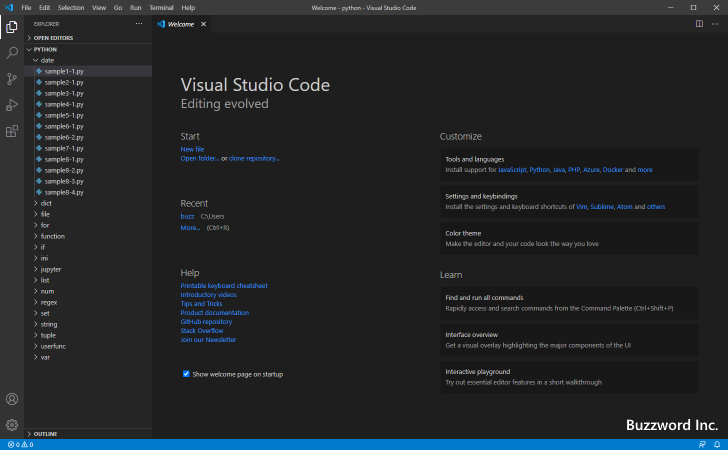 File Edit Selection View Go Run Terminal Help
Welcome - python - Visual Studio Code
EXPLORER
OPEN EDITORS
PYTHON
date
sample1-1.py
sample2-1.py
sample3-1.py
sample4-1.py
sample5-1.py
sample6-1.py
sample6-2.py
sample7-1.py
sample8-1.py
sample8-2.py
sample8-3.py
sample8-4.py
dict
file
for
function
if
ini
jupyter
list
num
regex
set
string
tuple
userfunc
var
OUTLINE
Welcome
Visual Studio Code
Editing evolved
Start
New file
Open folder... or clone repository...
Recent
buzz C:\Users
More... (Ctrl+R)
Help
Printable keyboard cheatsheet
Introductory videos
Tips and Tricks
Product documentation
GitHub repository
Stack Overflow
Join our Newsletter
Show welcome page on startup
Customize
Tools and languages
Install support for JavaScript, Python, Java, PHP, Azure, Docker and more
Settings and keybindings
Install the settings and keyboard shortcuts of Vim, Sublime, Atom and others
Color theme
Make the editor and your code look the way you love
Learn
Find and run all commands
Rapidly access and search commands from the Command Palette (Ctrl+Shift+P)
Interface overview
Get a visual overlay highlighting the major components of the UI
Interactive playground
Try out essential editor features in a short walkthrough
Buzzword Inc.
0 0